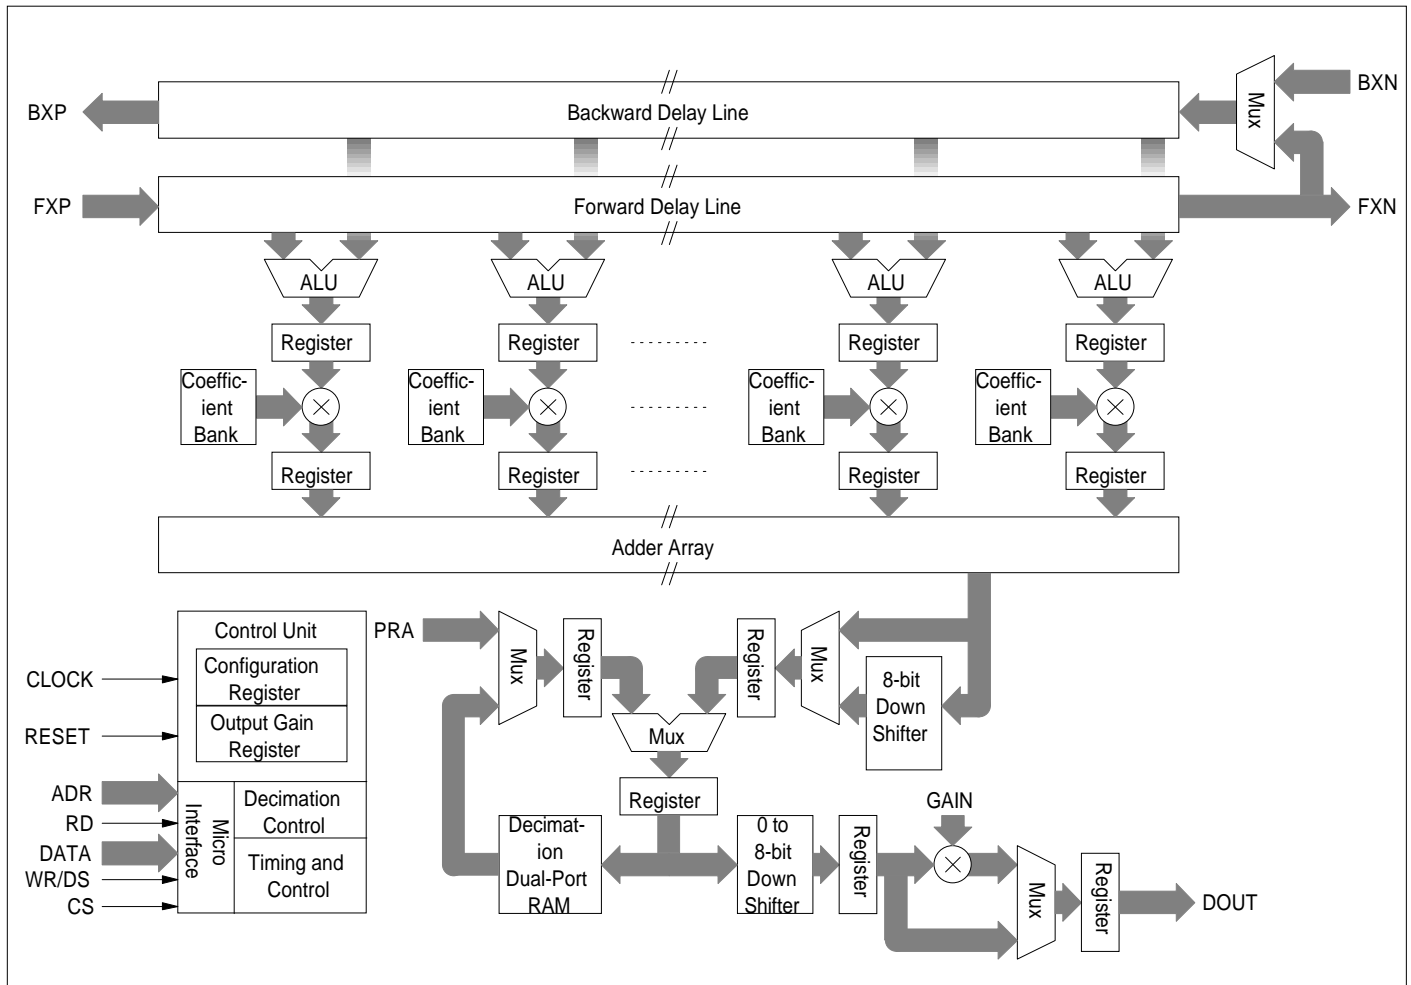 BXP
Backward Delay Line
Mux
BXN
FXP
Forward Delay Line
FXN
ALU
ALU
ALU
ALU
Register
Register
Register
Register
Coeffic-
ient
Bank
Coeffic-
ient
Bank
Coeffic-
ient
Bank
Coeffic-
ient
Bank
Register
Register
Register
Register
Adder Array
Control Unit
Configuration
Register
Output Gain
Register
Micro
Interface
Decimation
Control
Timing and
Control
CLOCK
RESET
ADR
RD
DATA
WR/DS
CS
PRA
Mux
Register
Register
Mux
8-bit
Down
Shifter
Mux
Register
Decimat-
ion
Dual-Port
RAM
0 to
8-bit
Down
Shifter
Register
GAIN
Mux
Register
DOUT